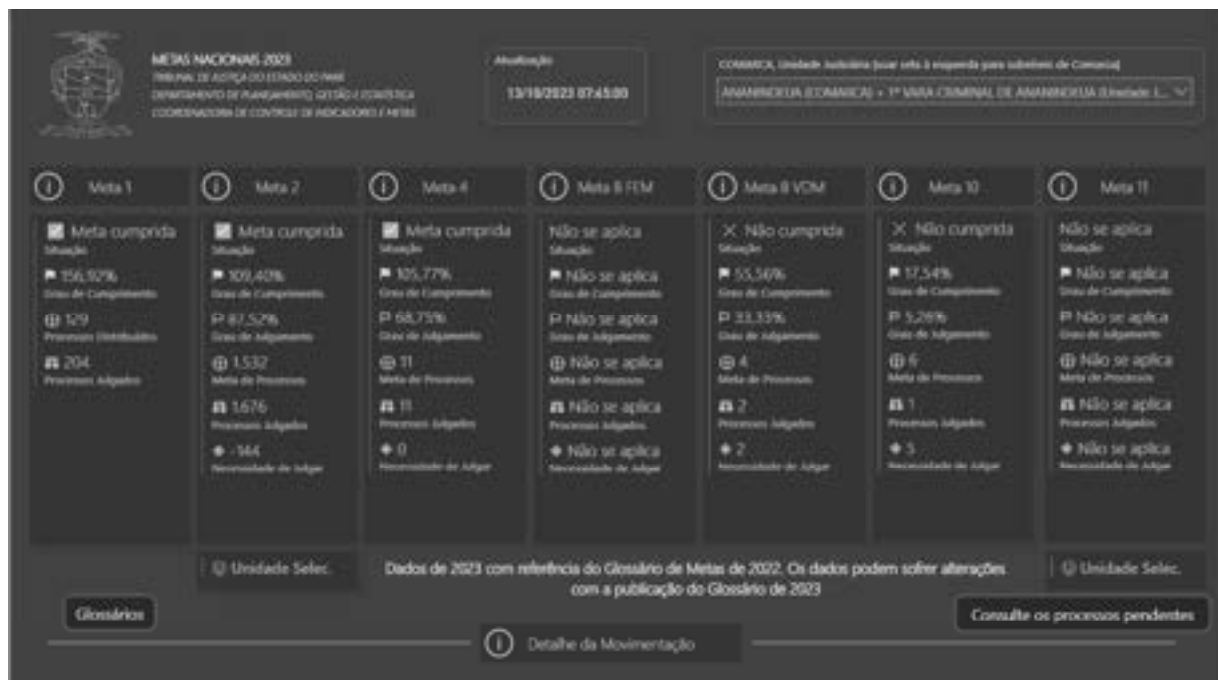 METAS NACIONAIS 2023
TRIBUNAL DE JUSTIÇA DO ESTADO DO PARÁ
DEPARTAMENTO DE PLANEJAMENTO, GESTÃO E ESTATÍSTICA
COORDENADORIA DE CONTROLE DE INDICADORES E METAS
Atualização
13/10/2023 07:45:00
COMARCA, Unidade Judiciária (usar seta à esquerda para subníveis de Comarca)
ANANINDEUA (COMARCA) + 1ª VARA CRIMINAL DE ANANINDEUA (Unidade J...
Meta 1
Meta cumprida
Situação
156,92%
Grau de Cumprimento
129
Processos Distribuídos
204
Processos Julgados
Meta 2
Meta cumprida
Situação
109,40%
Grau de Cumprimento
87,52%
Grau de Julgamento
1.532
Meta de Processos
1.676
Processos Julgados
-144
Necessidade de Julgar
Unidade Selec.
Meta 4
Meta cumprida
Situação
105,77%
Grau de Cumprimento
68,75%
Grau de Julgamento
11
Meta de Processos
11
Processos Julgados
0
Necessidade de Julgar
Meta 8 FEM
Não se aplica
Situação
Não se aplica
Grau de Cumprimento
Não se aplica
Grau de Julgamento
Não se aplica
Meta de Processos
Não se aplica
Processos Julgados
Não se aplica
Necessidade de Julgar
Meta 8 VDM
Não cumprida
Situação
55,56%
Grau de Cumprimento
33,33%
Grau de Julgamento
4
Meta de Processos
2
Processos Julgados
2
Necessidade de Julgar
Meta 10
Não cumprida
Situação
17,54%
Grau de Cumprimento
5,26%
Grau de Julgamento
6
Meta de Processos
1
Processos Julgados
5
Necessidade de Julgar
Meta 11
Não se aplica
Situação
Não se aplica
Grau de Cumprimento
Não se aplica
Grau de Julgamento
Não se aplica
Meta de Processos
Não se aplica
Processos Julgados
Não se aplica
Necessidade de Julgar
Unidade Selec.
Dados de 2023 com referência do Glossário de Metas de 2022. Os dados podem sofrer alterações
com a publicação do Glossário de 2023
Glossários
Consulte os processos pendentes
Detalhe da Movimentação